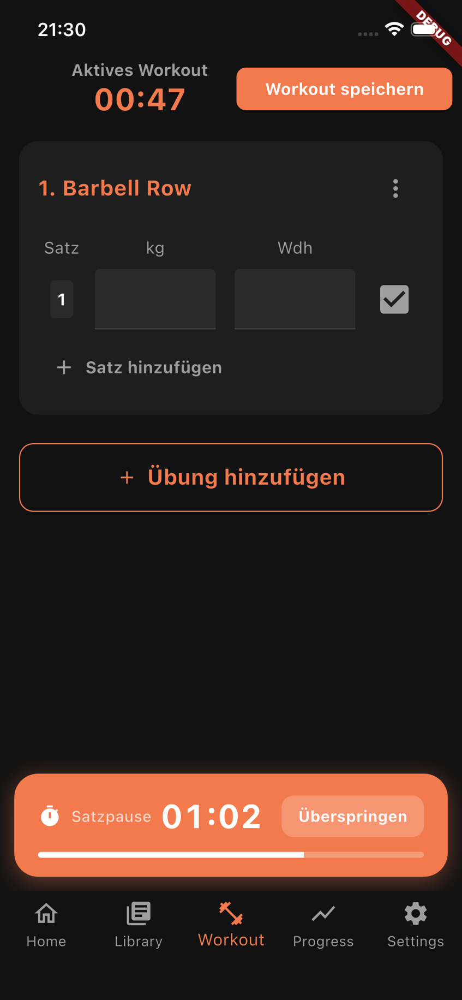 21:30
DEBUG
Aktives Workout
00:47
Workout speichern
1. Barbell Row
Satz kg Wdh
1
+ Satz hinzufügen
+ Übung hinzufügen
Satzpause 01:02 Überspringen
Home Library Workout Progress Settings